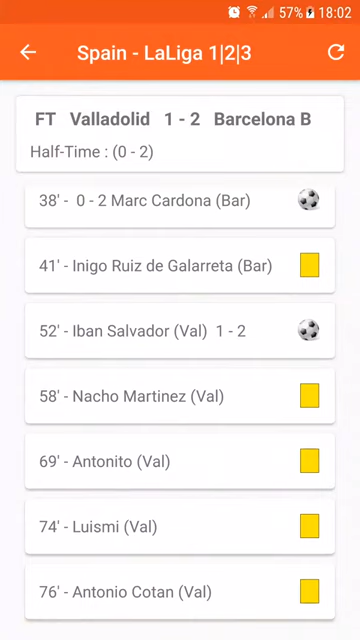 57% 18:02
Spain - LaLiga 1|2|3
FT Valladolid 1 - 2 Barcelona B
Half-Time : (0 - 2)
38' - 0 - 2 Marc Cardona (Bar)
41' - Inigo Ruiz de Galarreta (Bar)
52' - Iban Salvador (Val) 1 - 2
58' - Nacho Martinez (Val)
69' - Antonito (Val)
74' - Luismi (Val)
76' - Antonio Cotan (Val)